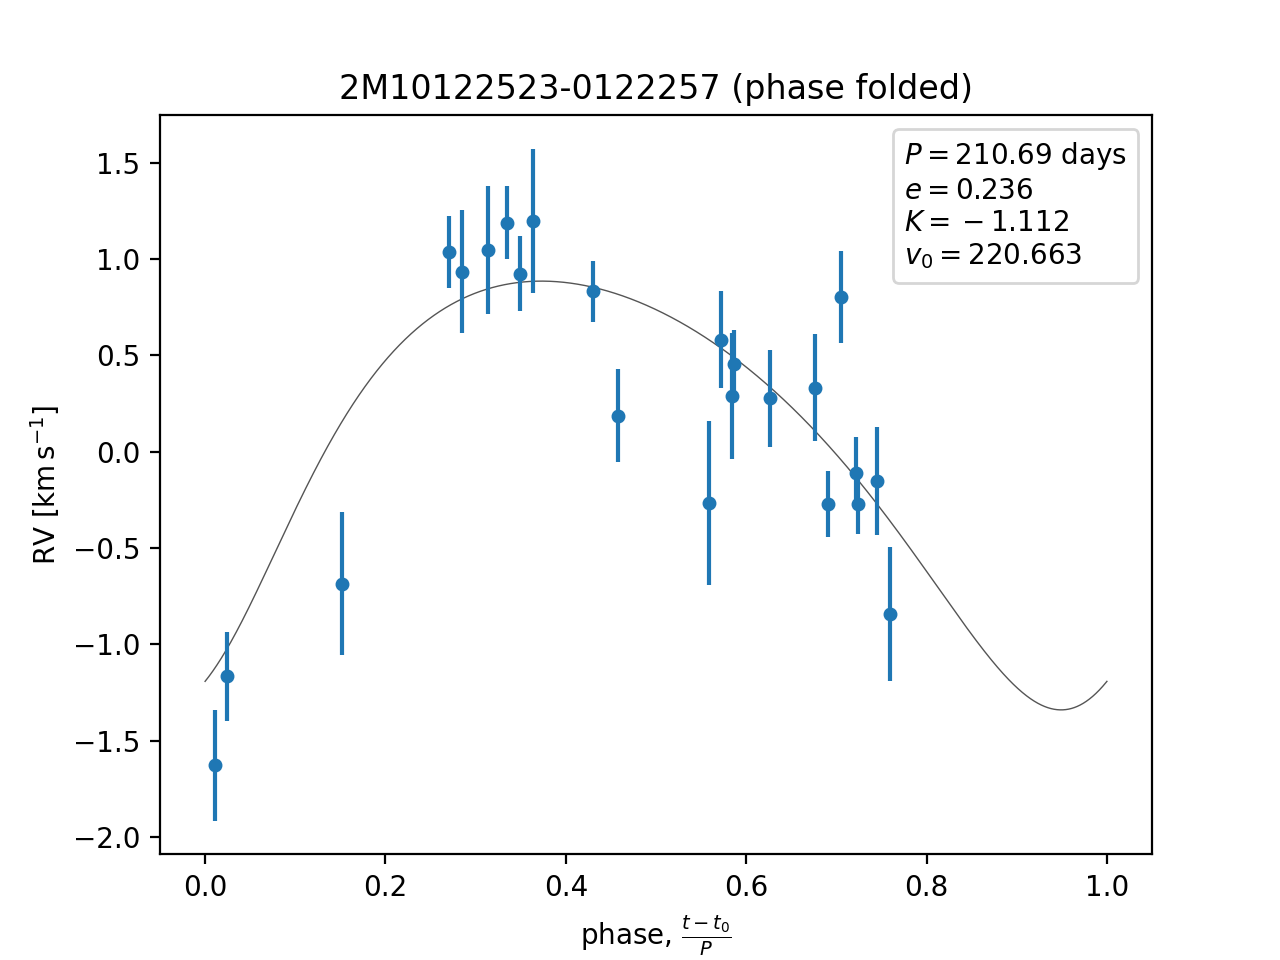 2M10122523-0122257 (phase folded)
P = 210.69 days
e = 0.236
K = −1.112
v₀ = 220.663
RV [km s⁻¹]
1.5
1.0
0.5
0.0
−0.5
−1.0
−1.5
−2.0
0.0 0.2 0.4 0.6 0.8 1.0
phase, (t − t₀)/P